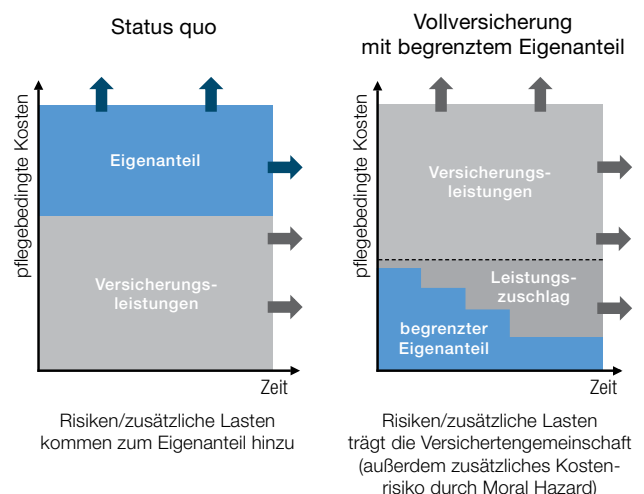 Status quo
pflegebedingte Kosten
Eigenanteil
Versicherungs-
leistungen
Zeit
Risiken/zusätzliche Lasten
kommen zum Eigenanteil hinzu
Vollversicherung
mit begrenztem Eigenanteil
pflegebedingte Kosten
Versicherungs-
leistungen
Leistungs-
zuschlag
begrenzter
Eigenanteil
Zeit
Risiken/zusätzliche Lasten
trägt die Versichertengemeinschaft
(außerdem zusätzliches Kosten-
risiko durch Moral Hazard)